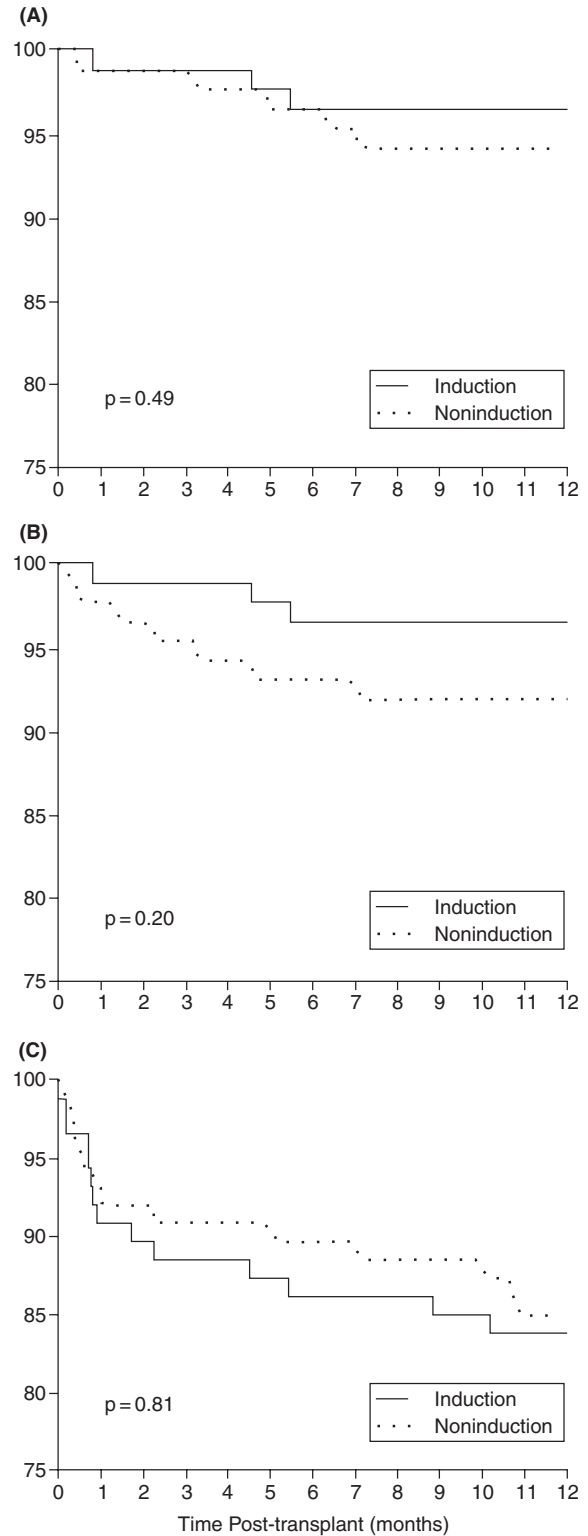 (A)
100
95
90
85
80
75
p = 0.49
Induction
Noninduction
0 1 2 3 4 5 6 7 8 9 10 11 12
(B)
100
95
90
85
80
75
p = 0.20
Induction
Noninduction
0 1 2 3 4 5 6 7 8 9 10 11 12
(C)
100
95
90
85
80
75
p = 0.81
Induction
Noninduction
0 1 2 3 4 5 6 7 8 9 10 11 12
Time Post-transplant (months)